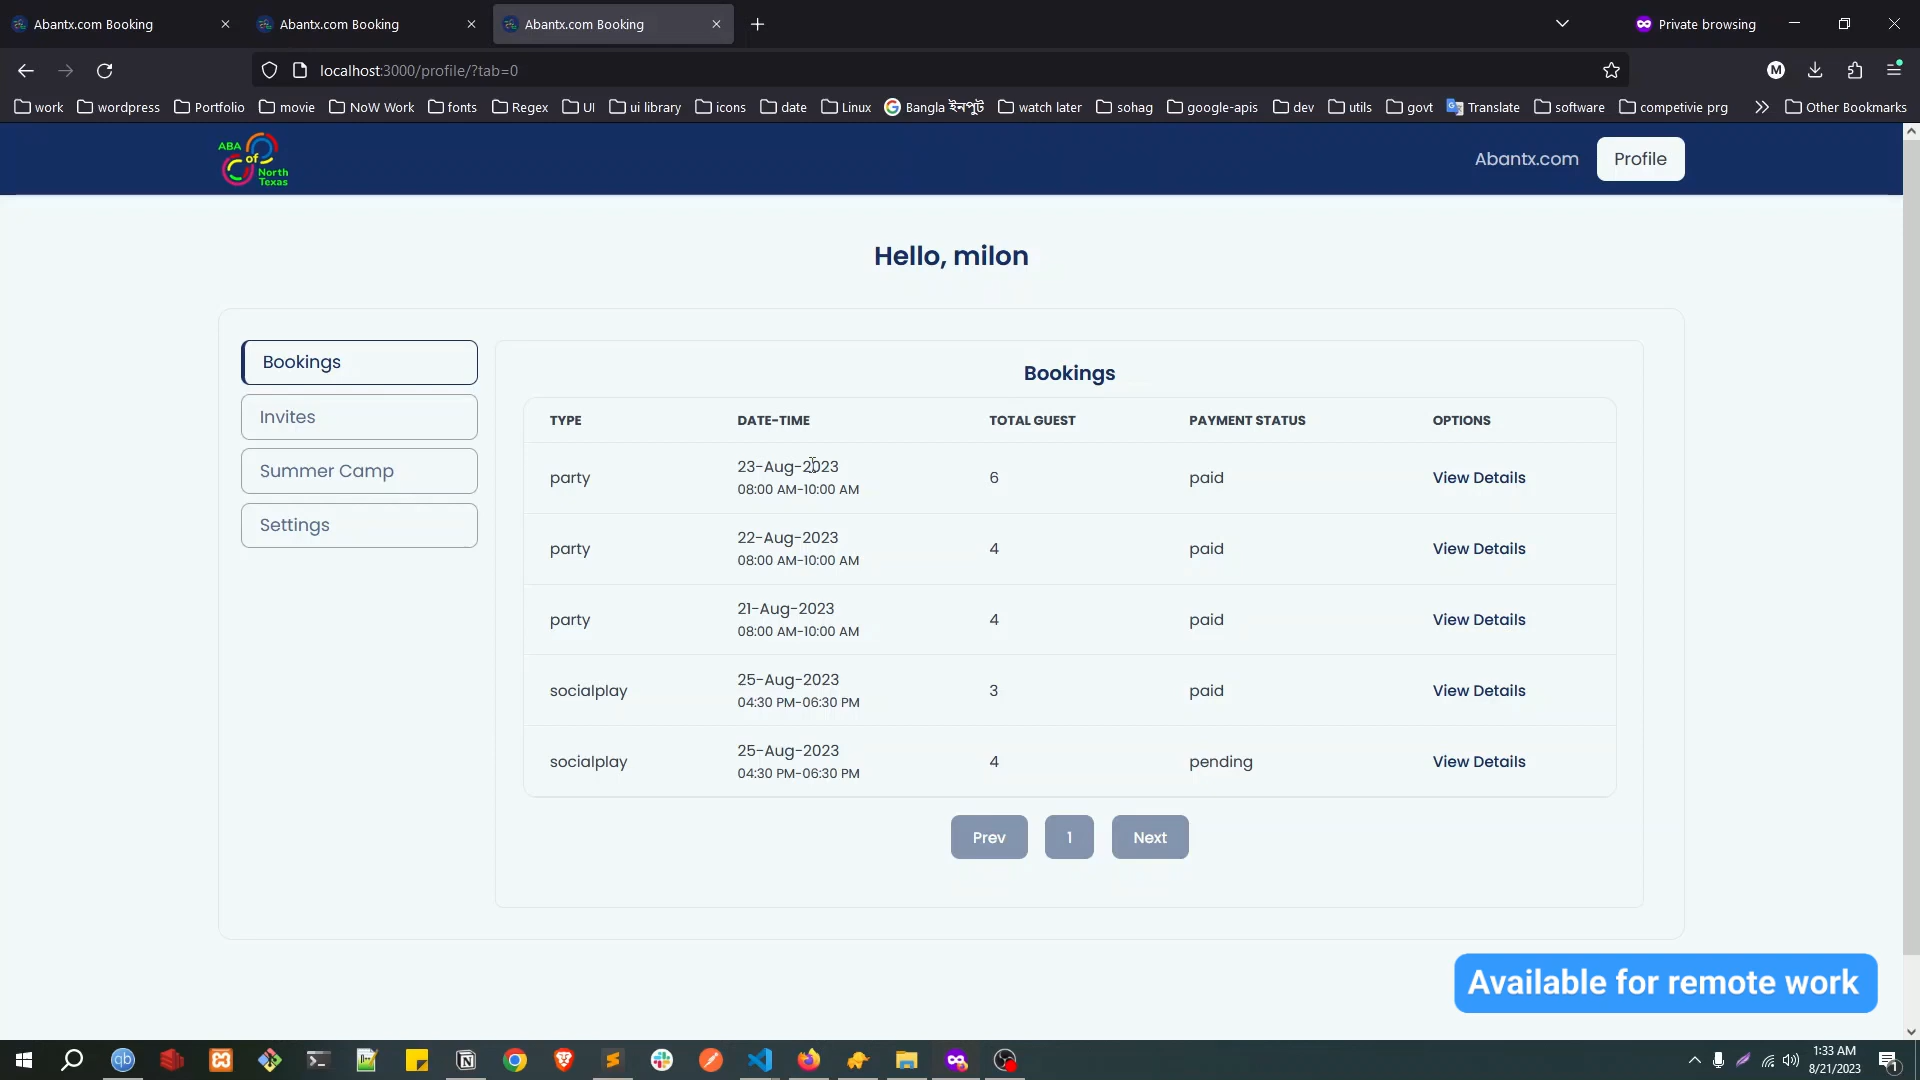 Abantx.com Booking
Abantx.com Booking
Abantx.com Booking
Private browsing
localhost:3000/profile/?tab=0
M
work
wordpress
Portfolio
movie
NoW Work
fonts
Regex
UI
ui library
icons
date
Linux
Bangla ইনপুট
watch later
sohag
google-apis
dev
utils
govt
Translate
software
competivie prg
Other Bookmarks
ABA
of
North
Texas
Abantx.com
Profile
Hello, milon
Bookings
Invites
Summer Camp
Settings
Bookings
TYPE DATE-TIME TOTAL GUEST PAYMENT STATUS OPTIONS
party 23-Aug-2023 6 paid View Details
08:00 AM-10:00 AM
party 22-Aug-2023 4 paid View Details
08:00 AM-10:00 AM
party 21-Aug-2023 4 paid View Details
08:00 AM-10:00 AM
socialplay 25-Aug-2023 3 paid View Details
04:30 PM-06:30 PM
socialplay 25-Aug-2023 4 pending View Details
04:30 PM-06:30 PM
Prev 1 Next
Available for remote work
qb
1:33 AM
8/21/2023
1